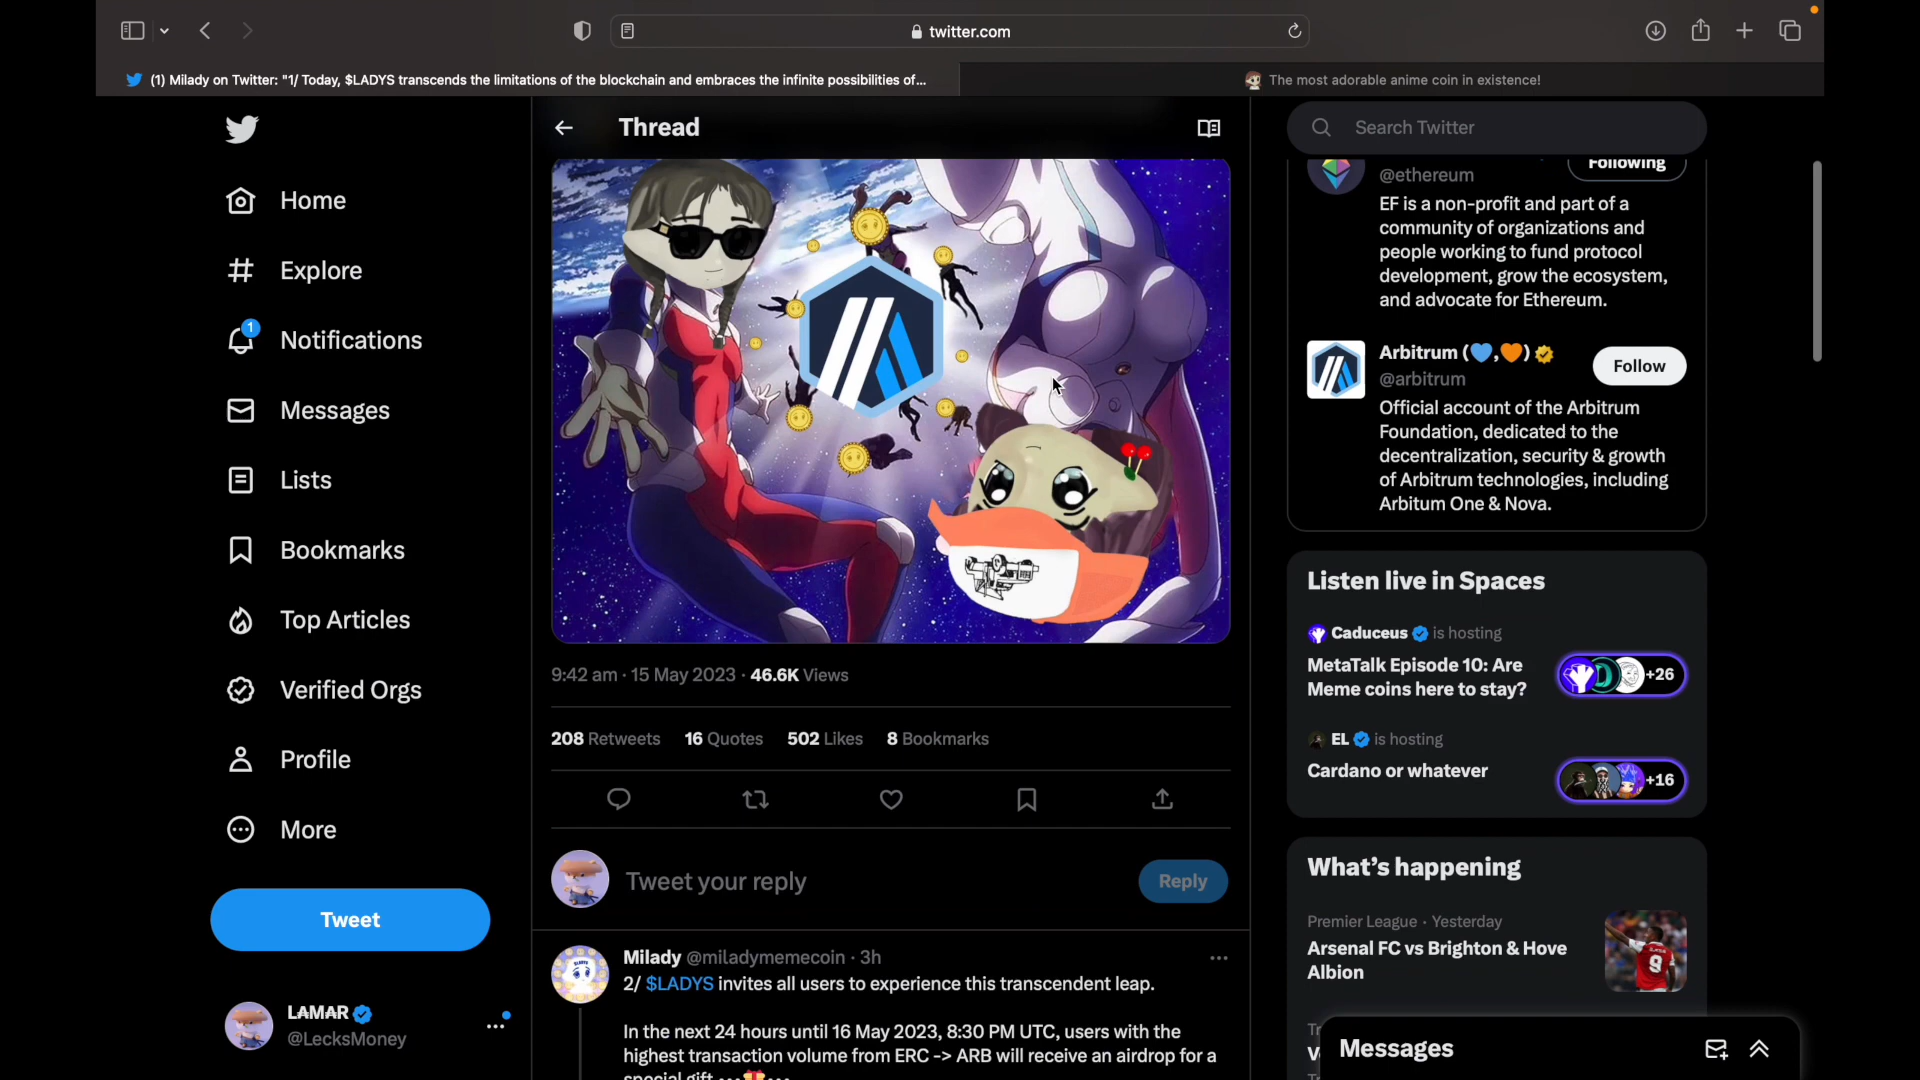 twitter.com
(1) Milady on Twitter: "1/ Today, $LADYS transcends the limitations of the blockchain and embraces the infinite possibilities of...
The most adorable anime coin in existence!
Home
Explore
1
Notifications
Messages
Lists
Bookmarks
Top Articles
Verified Orgs
Profile
More
Tweet
LAMAR
@LecksMoney
Thread
9:42 am · 15 May 2023 · 46.6K Views
208 Retweets 16 Quotes 502 Likes 8 Bookmarks
Tweet your reply
Reply
Milady @miladymemecoin · 3h
2/ $LADYS invites all users to experience this transcendent leap.
In the next 24 hours until 16 May 2023, 8:30 PM UTC, users with the
highest transaction volume from ERC -> ARB will receive an airdrop for a
special gift
Search Twitter
Following
@ethereum
EF is a non-profit and part of a
community of organizations and
people working to fund protocol
development, grow the ecosystem,
and advocate for Ethereum.
Arbitrum (💙,🧡)
@arbitrum
Follow
Official account of the Arbitrum
Foundation, dedicated to the
decentralization, security & growth
of Arbitrum technologies, including
Arbitum One & Nova.
Listen live in Spaces
Caduceus is hosting
MetaTalk Episode 10: Are
Meme coins here to stay?
+26
EL is hosting
Cardano or whatever
+16
What's happening
Premier League · Yesterday
Arsenal FC vs Brighton & Hove
Albion
9
Messages